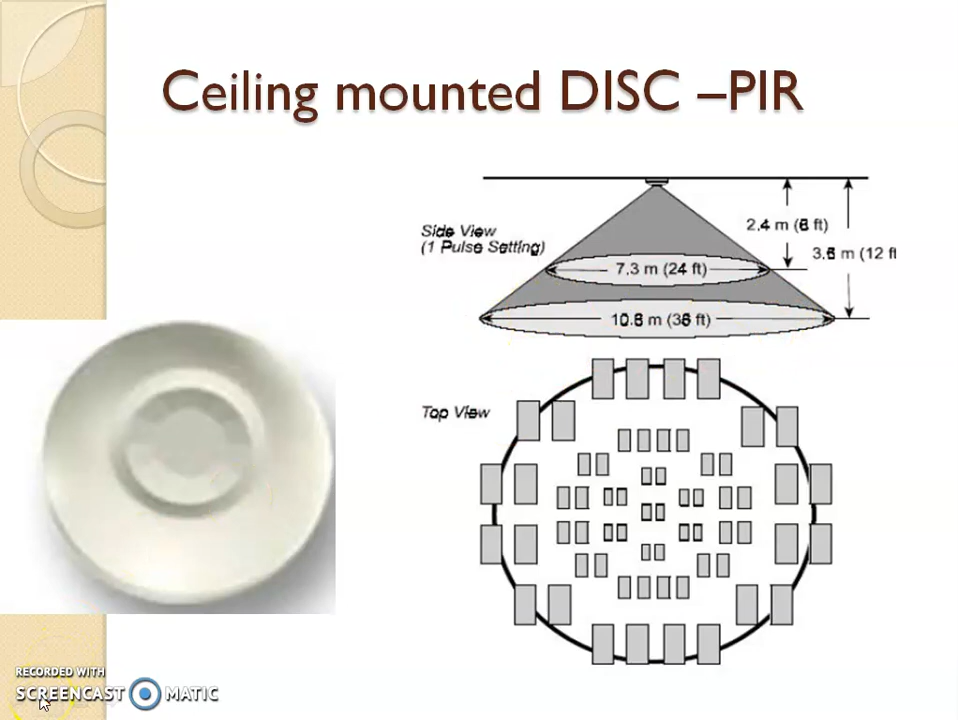 Ceiling mounted DISC –PIR
Side View
(1 Pulse Setting)
2.4 m (8 ft)
3.6 m (12 ft
7.3 m (24 ft)
10.8 m (36 ft)
Top View
RECORDED WITH
SCREENCAST MATIC